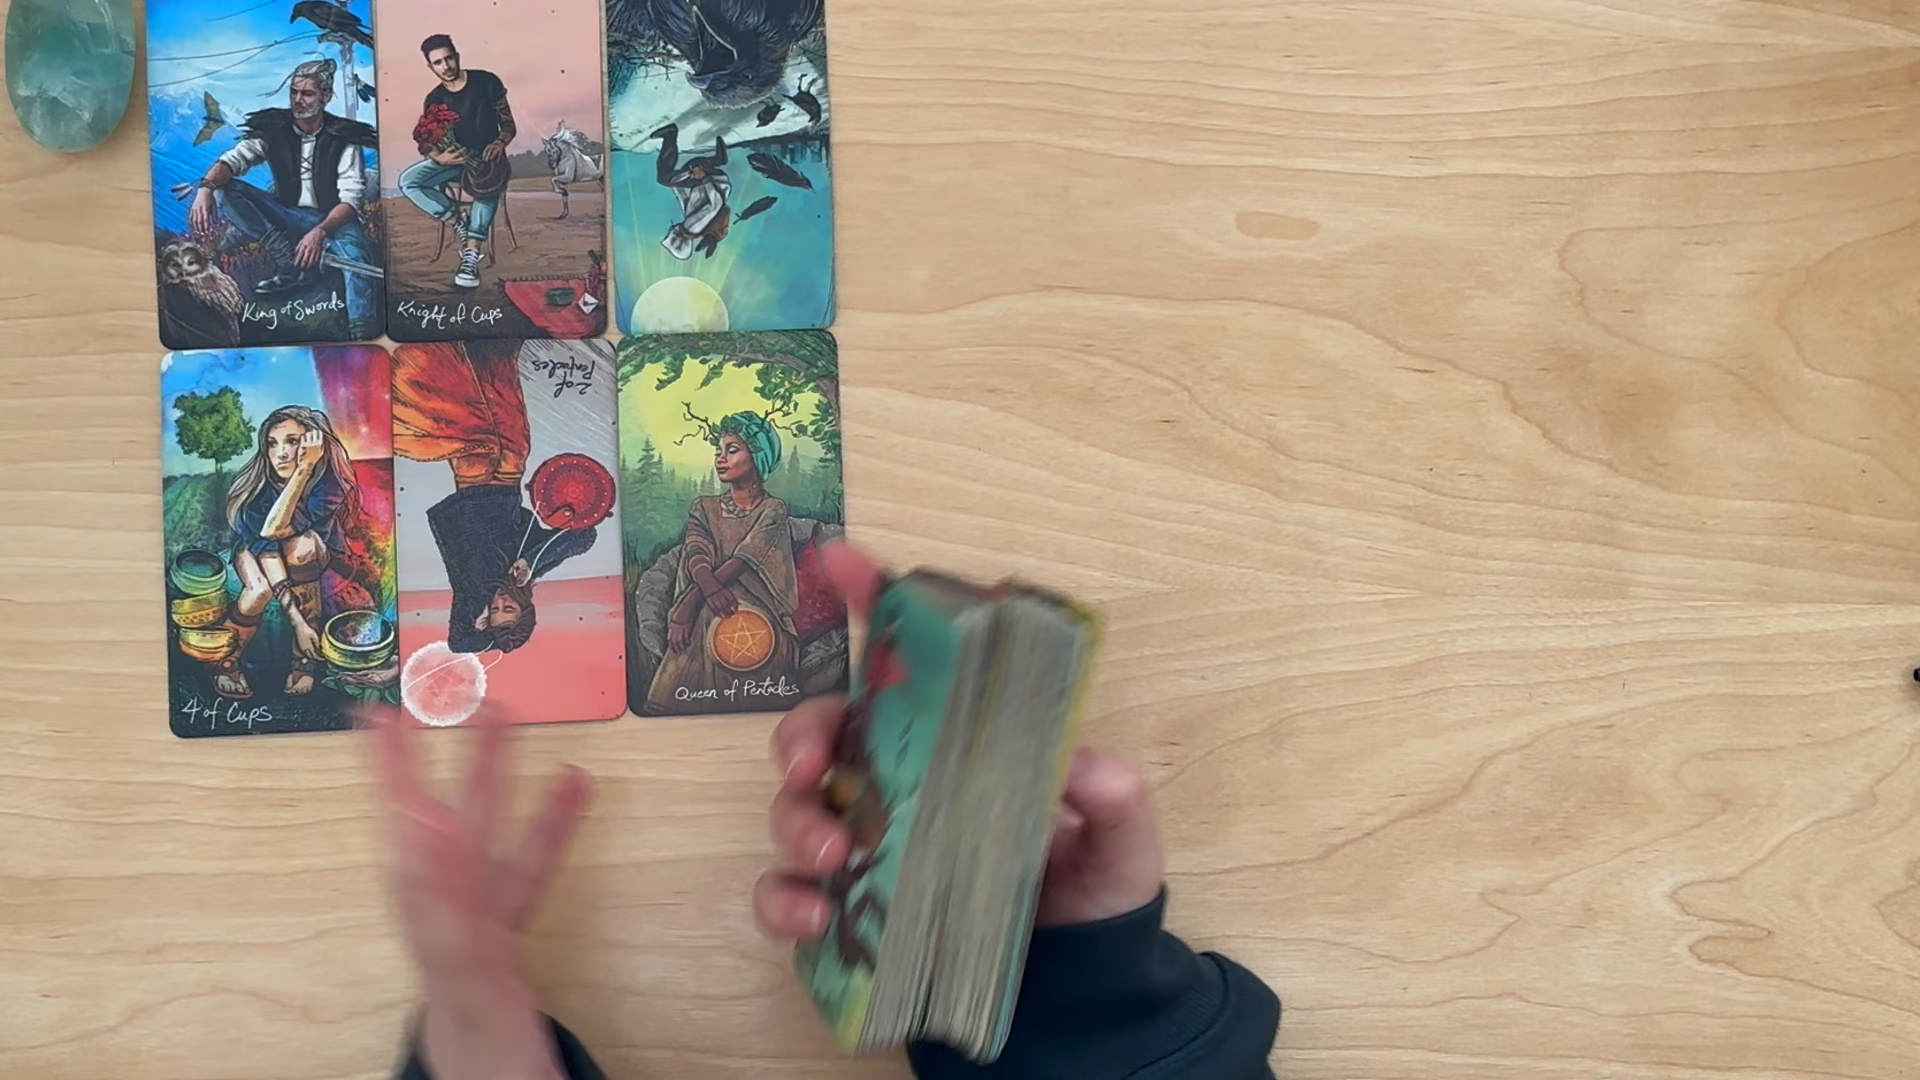 King of Swords
Knight of Cups
2 of
Pentacles
4 of Cups
Queen of Pentacles